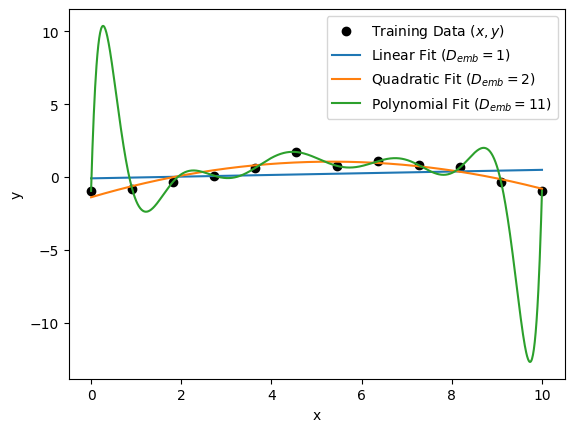 Training Data (x, y)
Linear Fit (D_emb = 1)
Quadratic Fit (D_emb = 2)
Polynomial Fit (D_emb = 11)
10
5
0
−5
−10
y
0 2 4 6 8 10
x